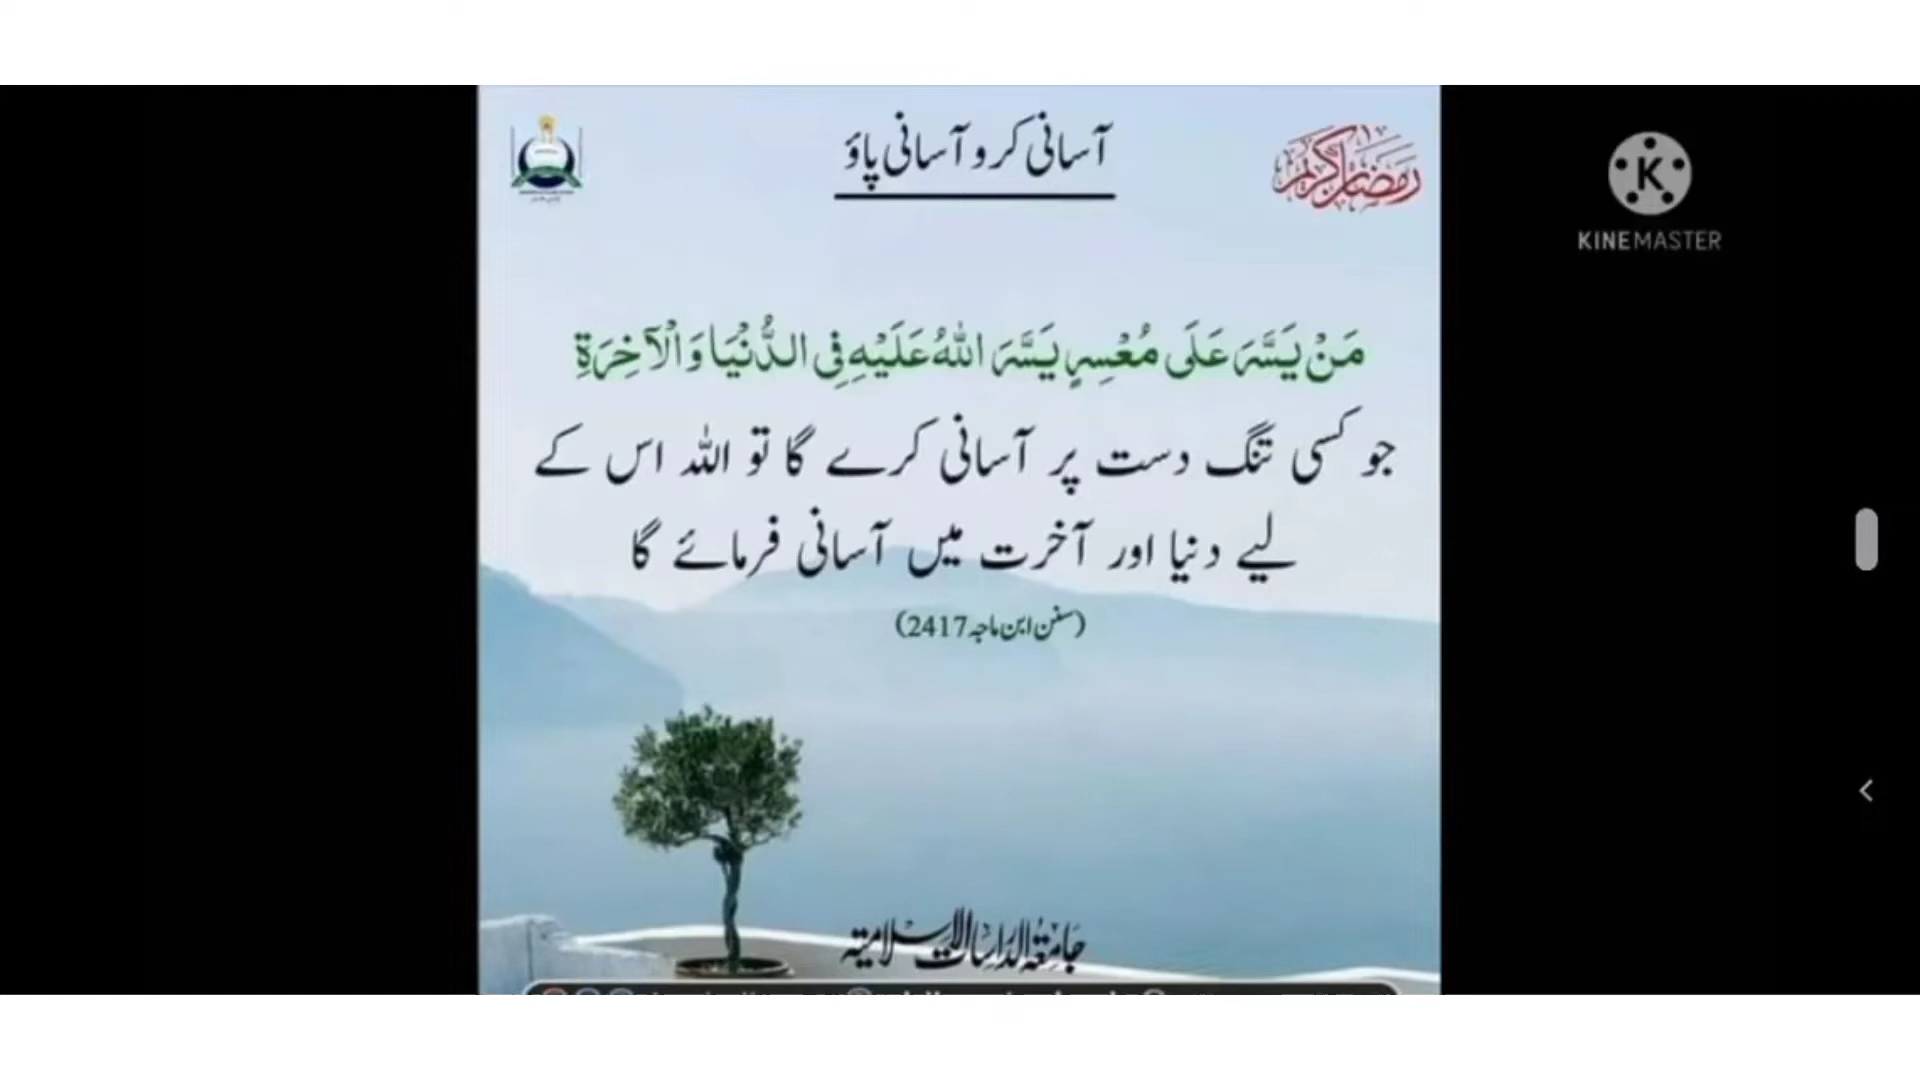 آسانی کرو آسانی پاؤ
رمضان کریم
KINEMASTER
مَنْ يَسَّرَ عَلَى مُعْسِرٍ يَسَّرَ اللهُ عَلَيْهِ فِي الدُّنْيَا وَالْآخِرَةِ
جو کسی تنگ دست پر آسانی کرے گا تو اللہ اس کے
لیے دنیا اور آخرت میں آسانی فرمائے گا
(سنن ابن ماجہ 2417)
جامعۃ الدراسات الاسلامیۃ